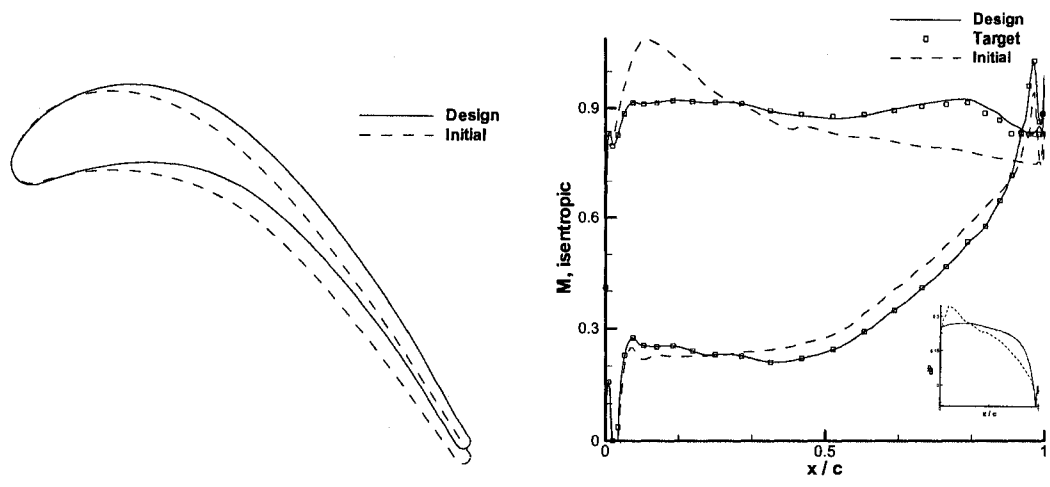 Design
Initial
Design
Target
Initial
M, isentropic
0.9
0.6
0.3
0
0
0.5
1
x / c
x / c